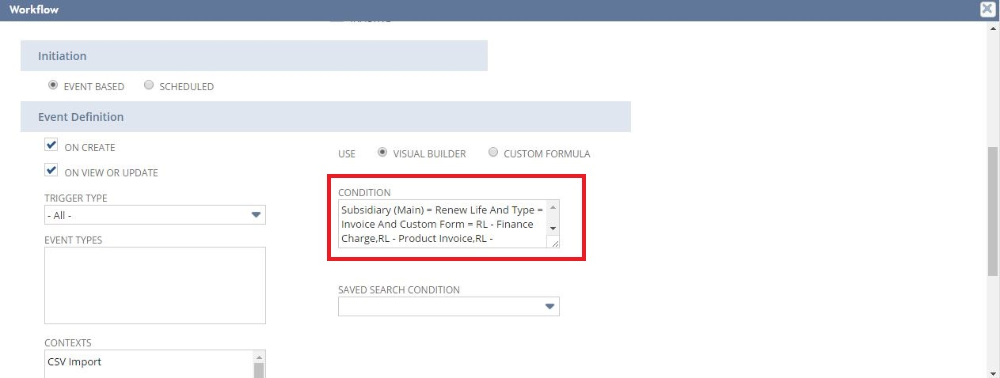 Workflow
Initiation
EVENT BASED
SCHEDULED
Event Definition
ON CREATE
ON VIEW OR UPDATE
TRIGGER TYPE
- All -
EVENT TYPES
CONTEXTS
CSV Import
USE
VISUAL BUILDER
CUSTOM FORMULA
CONDITION
Subsidiary (Main) = Renew Life And Type =
Invoice And Custom Form = RL - Finance
Charge,RL - Product Invoice,RL -
SAVED SEARCH CONDITION